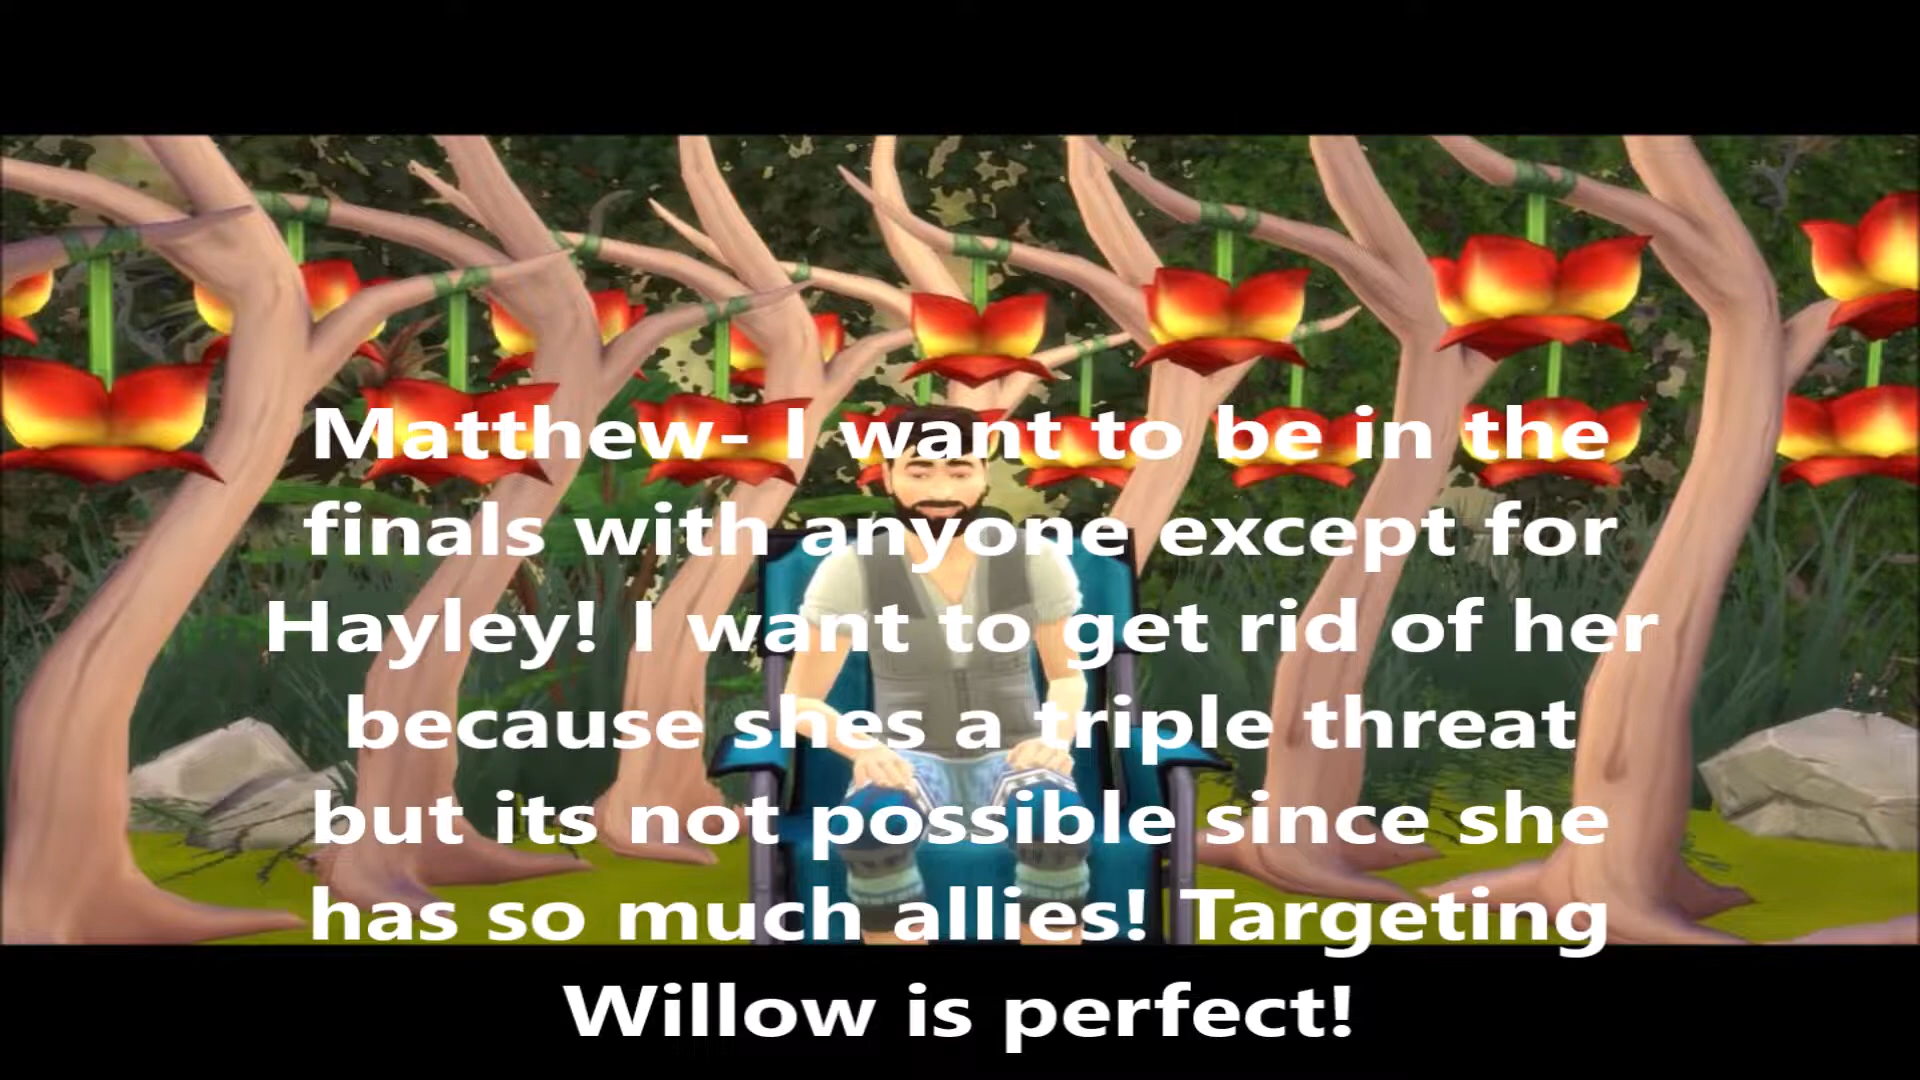 Matthew- I want to be in the
finals with anyone except for
Hayley! I want to get rid of her
because shes a triple threat
but its not possible since she
has so much allies! Targeting
Willow is perfect!